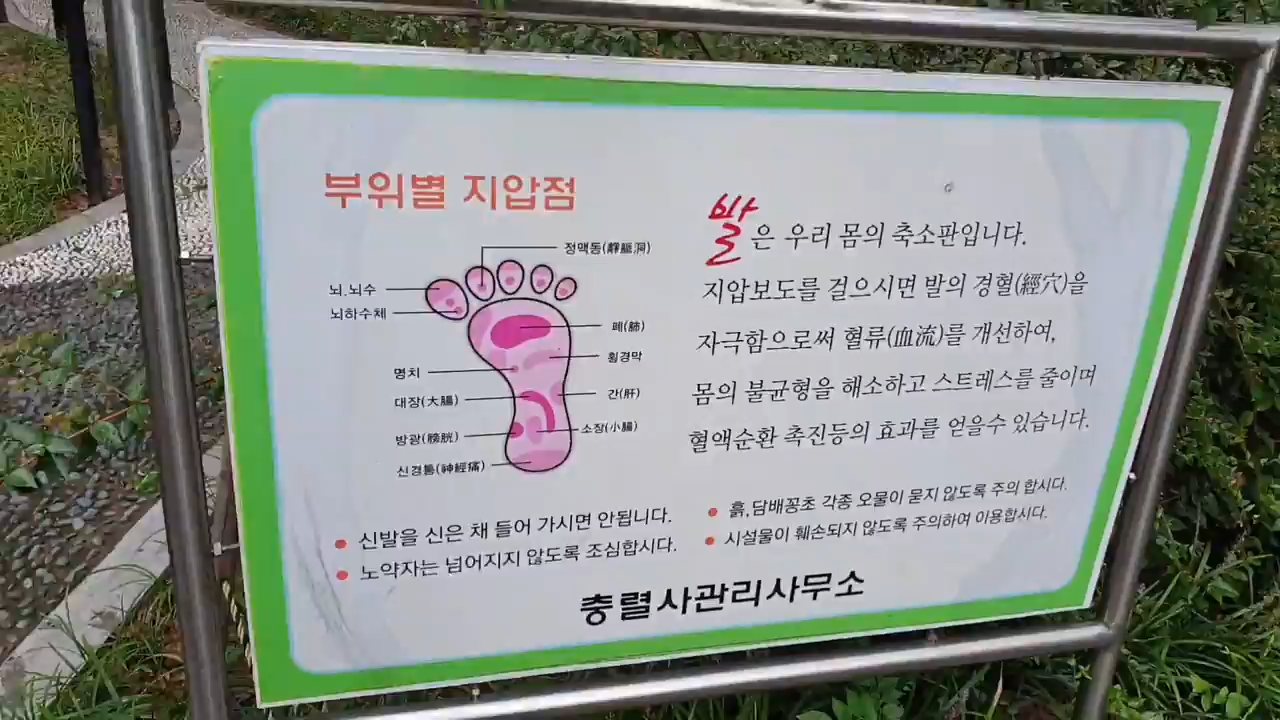 부위별 지압점
정맥동(靜脈洞)
뇌.뇌수
뇌하수체
폐(肺)
횡경막
명치
대장(大腸)
간(肝)
방광(膀胱)
소장(小腸)
신경통(神經痛)
발은 우리 몸의 축소판입니다.
지압보도를 걸으시면 발의 경혈(經穴)을
자극함으로써 혈류(血流)를 개선하여,
몸의 불균형을 해소하고 스트레스를 줄이며
혈액순환 촉진등의 효과를 얻을수 있습니다.
신발을 신은 채 들어 가시면 안됩니다.
노약자는 넘어지지 않도록 조심합시다.
흙,담배꽁초 각종 오물이 묻지 않도록 주의 합시다.
시설물이 훼손되지 않도록 주의하여 이용합시다.
충렬사관리사무소